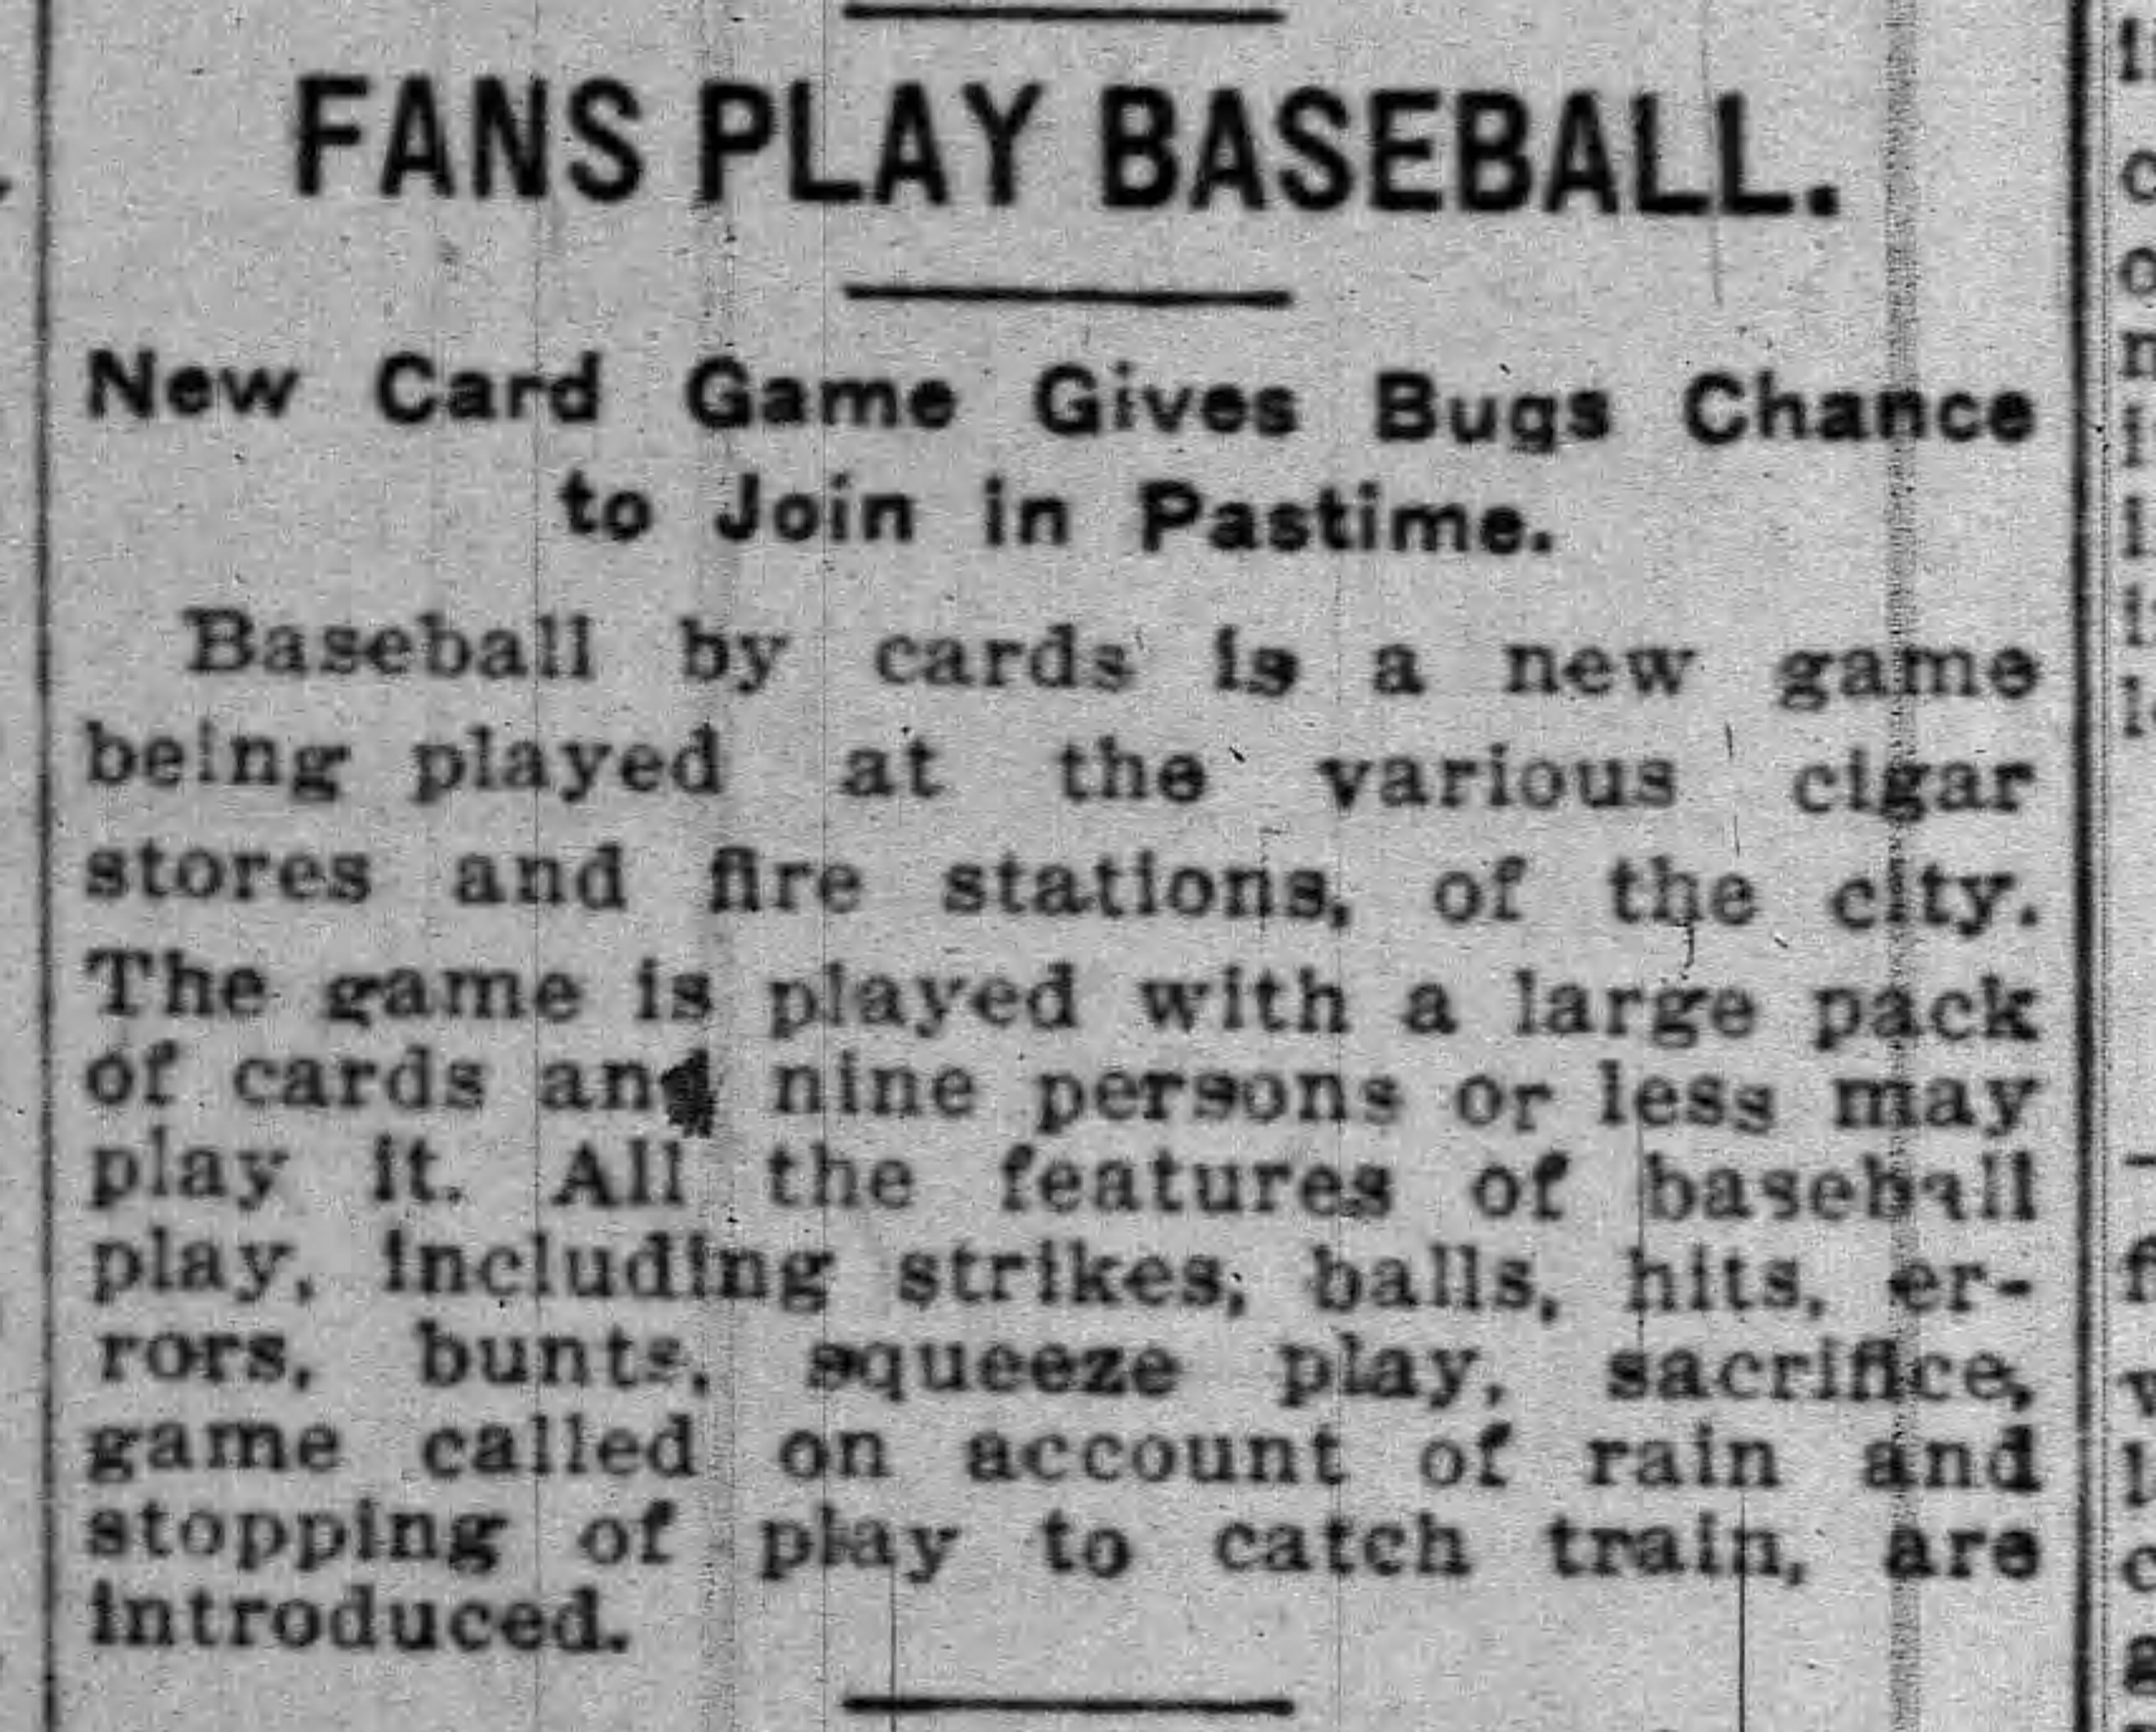 FANS PLAY BASEBALL.
New Card Game Gives Bugs Chance
to Join in Pastime.
Baseball by cards is a new game
being played at the various cigar
stores and fire stations, of the city.
The game is played with a large pack
of cards and nine persons or less may
play it. All the features of baseball
play, including strikes, balls, hits, er-
rors, bunts, squeeze play, sacrifice,
game called on account of rain and
stopping of play to catch train, are
introduced.